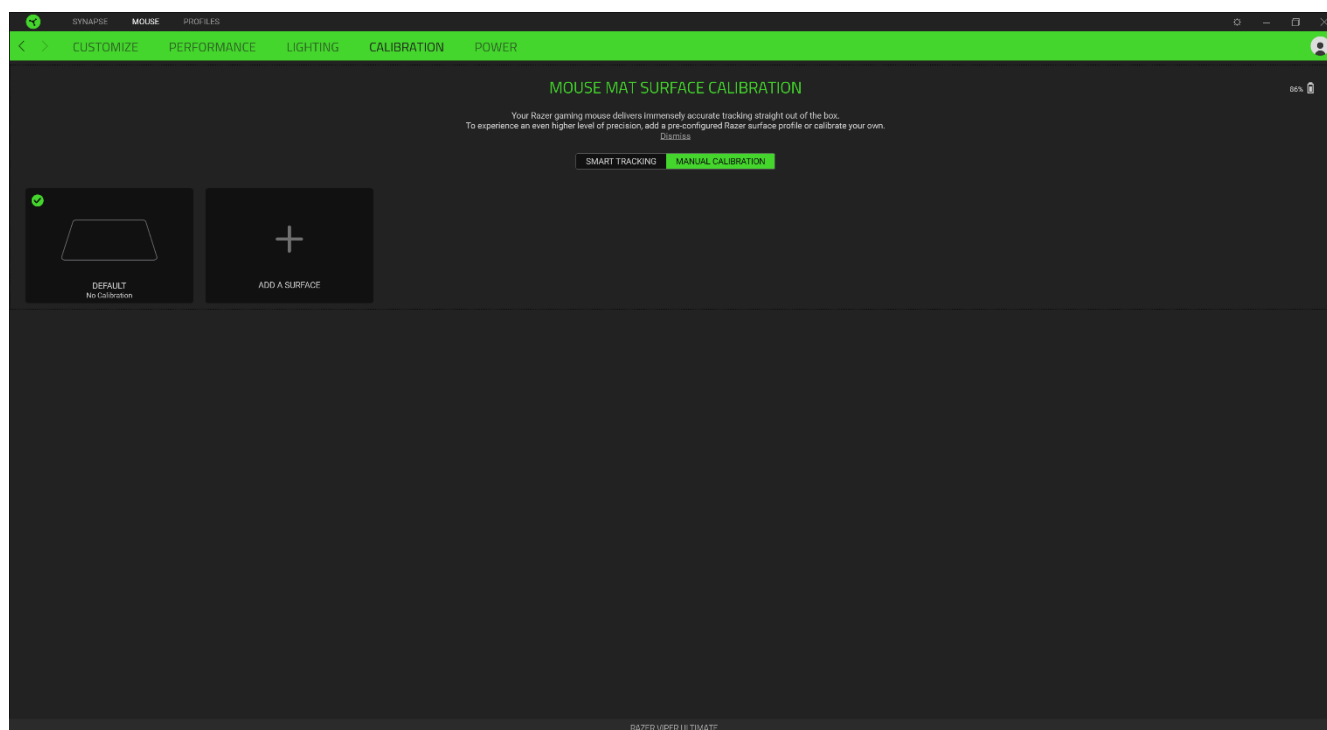 SYNAPSE MOUSE PROFILES
CUSTOMIZE PERFORMANCE LIGHTING CALIBRATION POWER
MOUSE MAT SURFACE CALIBRATION
86%
Your Razer gaming mouse delivers immensely accurate tracking straight out of the box.
To experience an even higher level of precision, add a pre-configured Razer surface profile or calibrate your own.
Dismiss
SMART TRACKING MANUAL CALIBRATION
DEFAULT
No Calibration
ADD A SURFACE
RAZER VIPER ULTIMATE